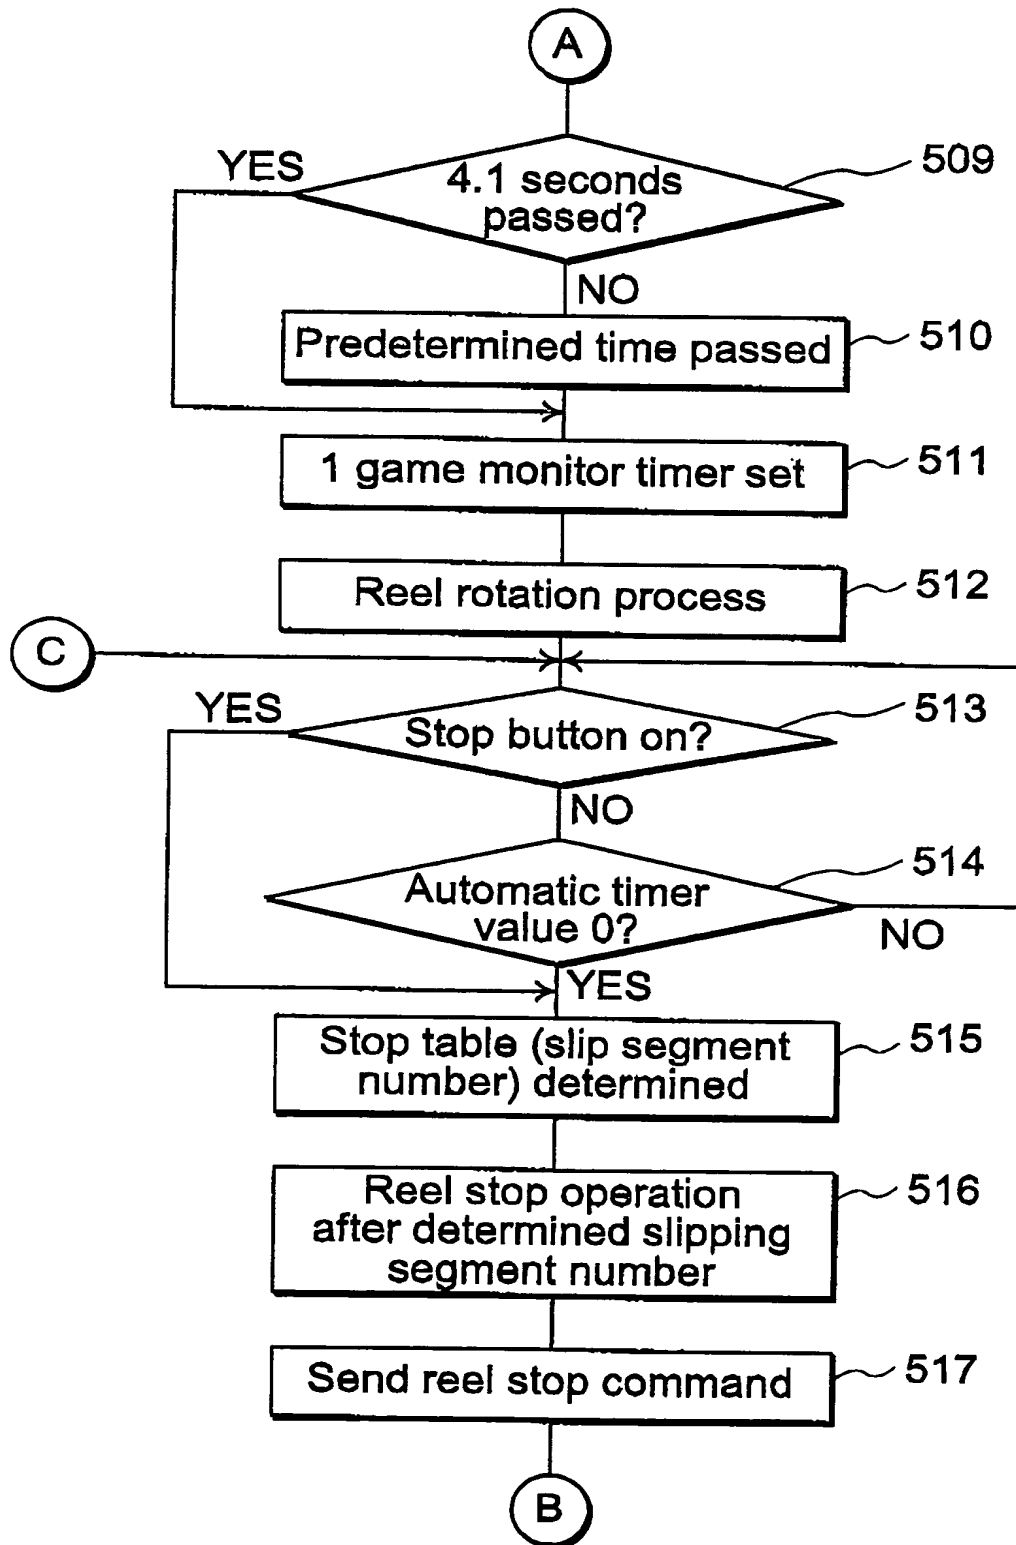 A
YES
4.1 seconds
passed?
509
NO
Predetermined time passed
510
1 game monitor timer set
511
Reel rotation process
512
C
YES
Stop button on?
513
NO
Automatic timer
value 0?
514
NO
YES
Stop table (slip segment
number) determined
515
Reel stop operation
after determined slipping
segment number
516
Send reel stop command
517
B